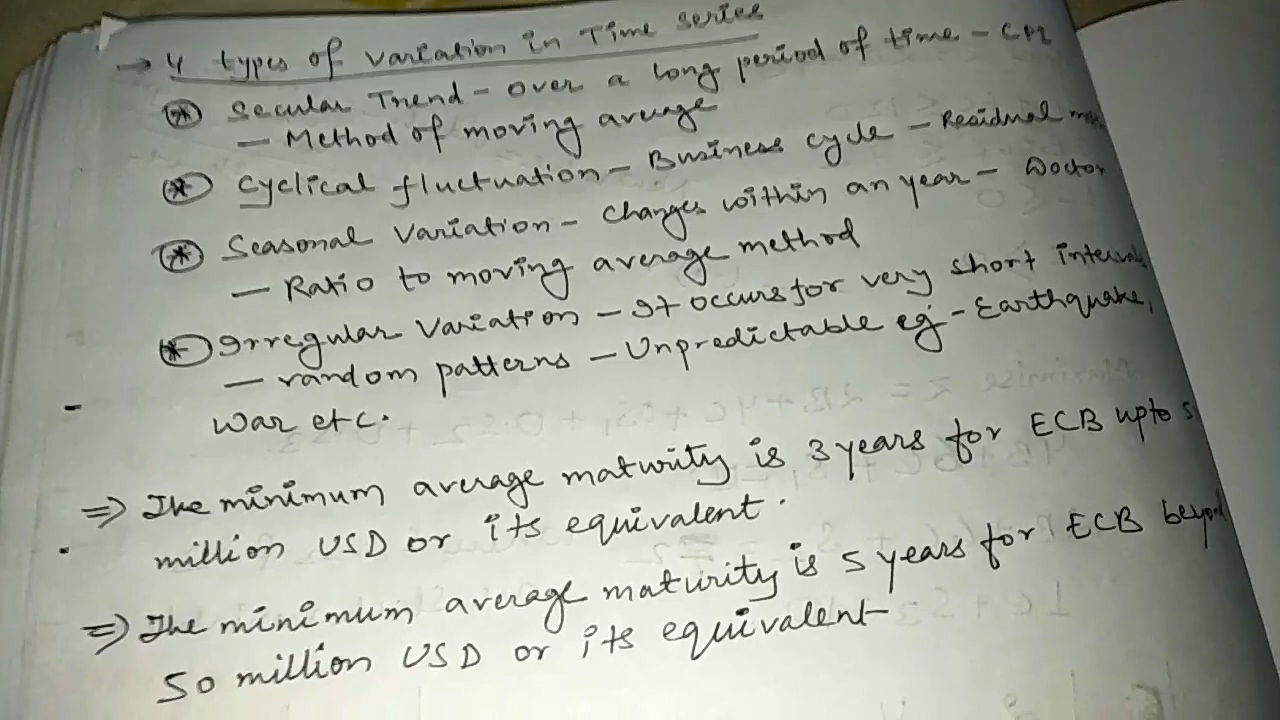 → 4 types of variation in Time series
* Secular Trend - over a long period of time - CPI
- Method of moving average
* Cyclical fluctuation - Business cycle - Residual
* Seasonal Variation - Changes within an year - Doctor
- Ratio to moving average method
* Irregular Variation - It occurs for very short interval
- random patterns - Unpredictable eg - Earthquake,
War etc.
⇒ The minimum average maturity is 3 years for ECB upto 5
million USD or its equivalent.
⇒ The minimum average maturity is 5 years for ECB beyond
50 million USD or its equivalent